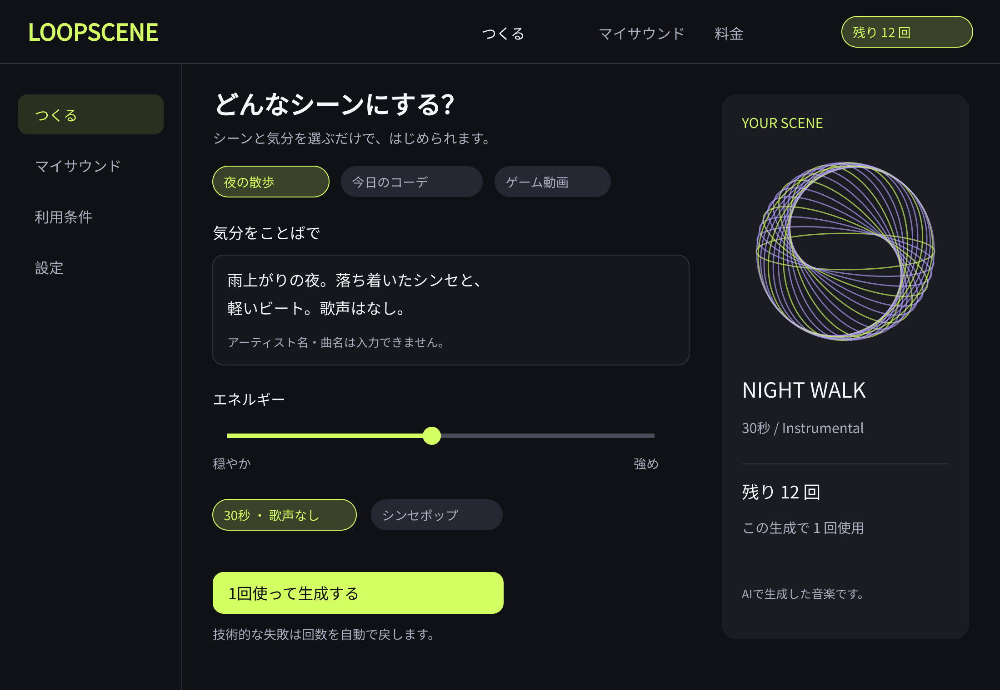 LOOPSCENE
つくる
マイサウンド
料金
残り 12 回
つくる
マイサウンド
利用条件
設定
どんなシーンにする?
シーンと気分を選ぶだけで、はじめられます。
夜の散歩
今日のコーデ
ゲーム動画
気分をことばで
雨上がりの夜。落ち着いたシンセと、
軽いビート。歌声はなし。
アーティスト名・曲名は入力できません。
エネルギー
穏やか
強め
30秒 ・ 歌声なし
シンセポップ
1回使って生成する
技術的な失敗は回数を自動で戻します。
YOUR SCENE
NIGHT WALK
30秒 / Instrumental
残り 12 回
この生成で 1 回使用
AIで生成した音楽です。